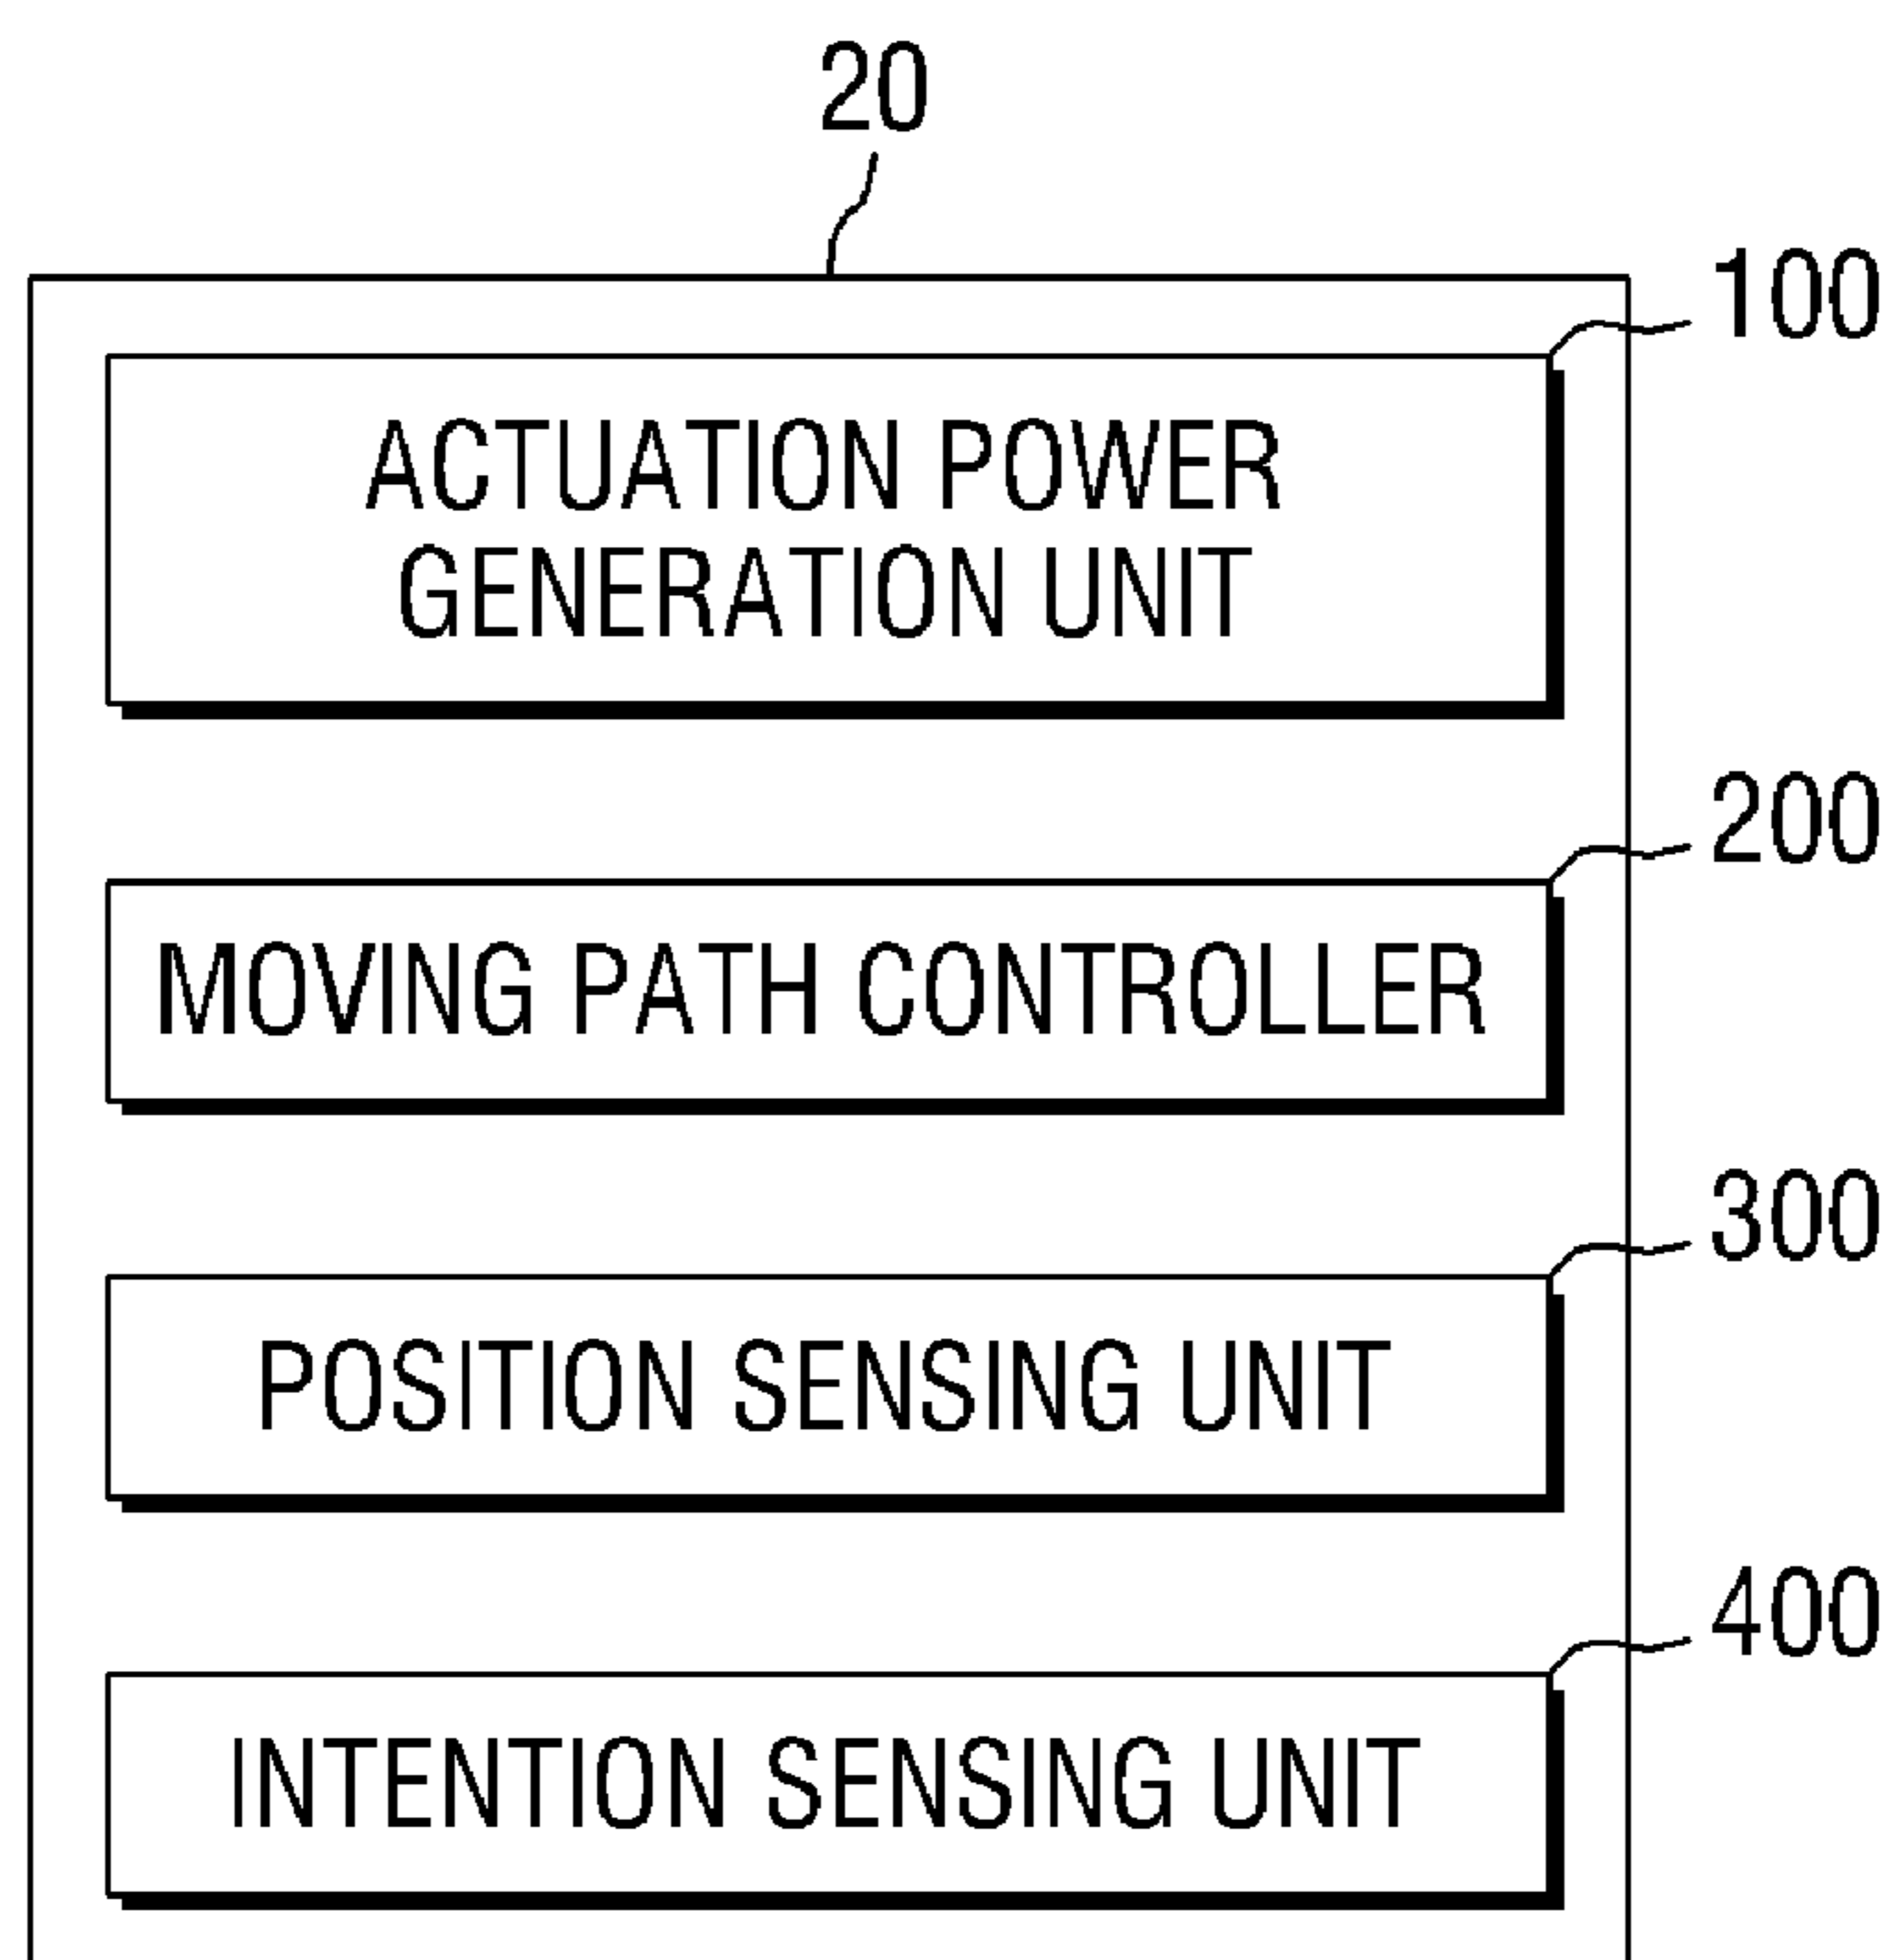 20
100
ACTUATION POWER
GENERATION UNIT
200
MOVING PATH CONTROLLER
300
POSITION SENSING UNIT
400
INTENTION SENSING UNIT